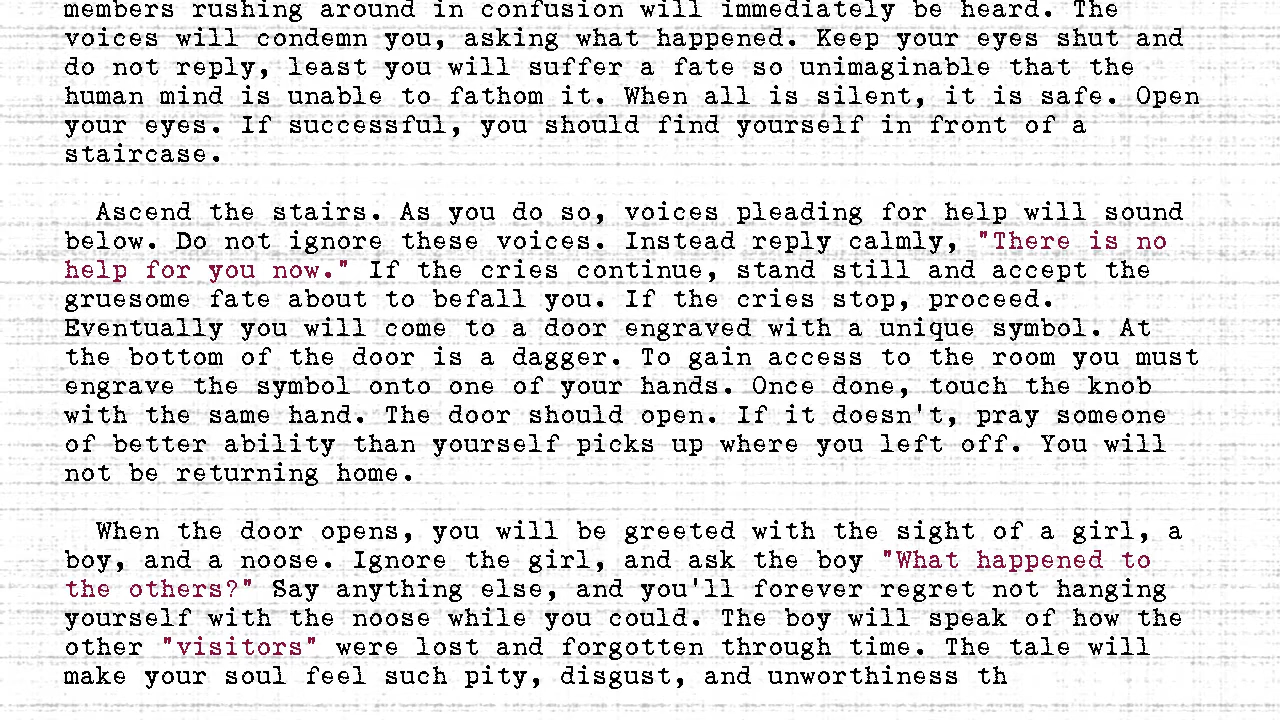 members rushing around in confusion will immediately be heard. The
voices will condemn you, asking what happened. Keep your eyes shut and
do not reply, least you will suffer a fate so unimaginable that the
human mind is unable to fathom it. When all is silent, it is safe. Open
your eyes. If successful, you should find yourself in front of a
staircase.
Ascend the stairs. As you do so, voices pleading for help will sound
below. Do not ignore these voices. Instead reply calmly, "There is no
help for you now." If the cries continue, stand still and accept the
gruesome fate about to befall you. If the cries stop, proceed.
Eventually you will come to a door engraved with a unique symbol. At
the bottom of the door is a dagger. To gain access to the room you must
engrave the symbol onto one of your hands. Once done, touch the knob
with the same hand. The door should open. If it doesn't, pray someone
of better ability than yourself picks up where you left off. You will
not be returning home.
When the door opens, you will be greeted with the sight of a girl, a
boy, and a noose. Ignore the girl, and ask the boy "What happened to
the others?" Say anything else, and you'll forever regret not hanging
yourself with the noose while you could. The boy will speak of how the
other "visitors" were lost and forgotten through time. The tale will
make your soul feel such pity, disgust, and unworthiness th